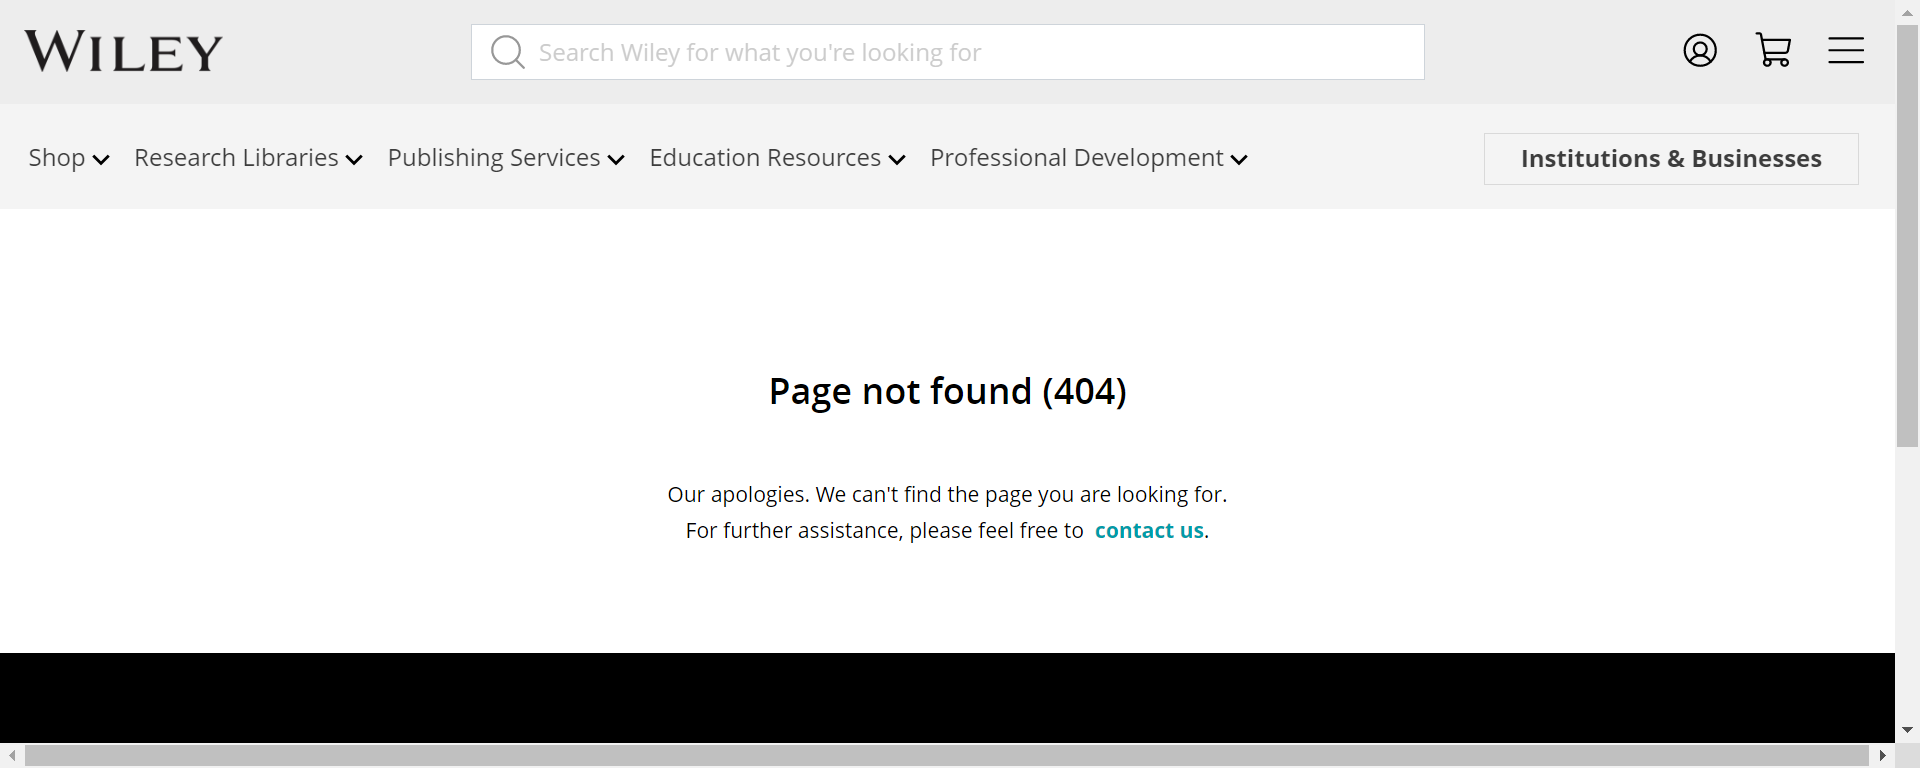 WILEY
Search Wiley for what you're looking for
Shop Research Libraries Publishing Services Education Resources Professional Development Institutions & Businesses
Page not found (404)
Our apologies. We can't find the page you are looking for.
For further assistance, please feel free to contact us.